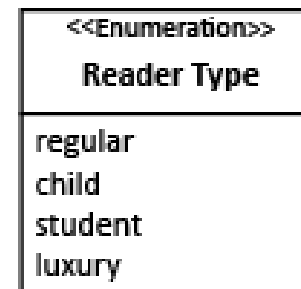 <<Enumeration>>
Reader Type
regular
child
student
luxury